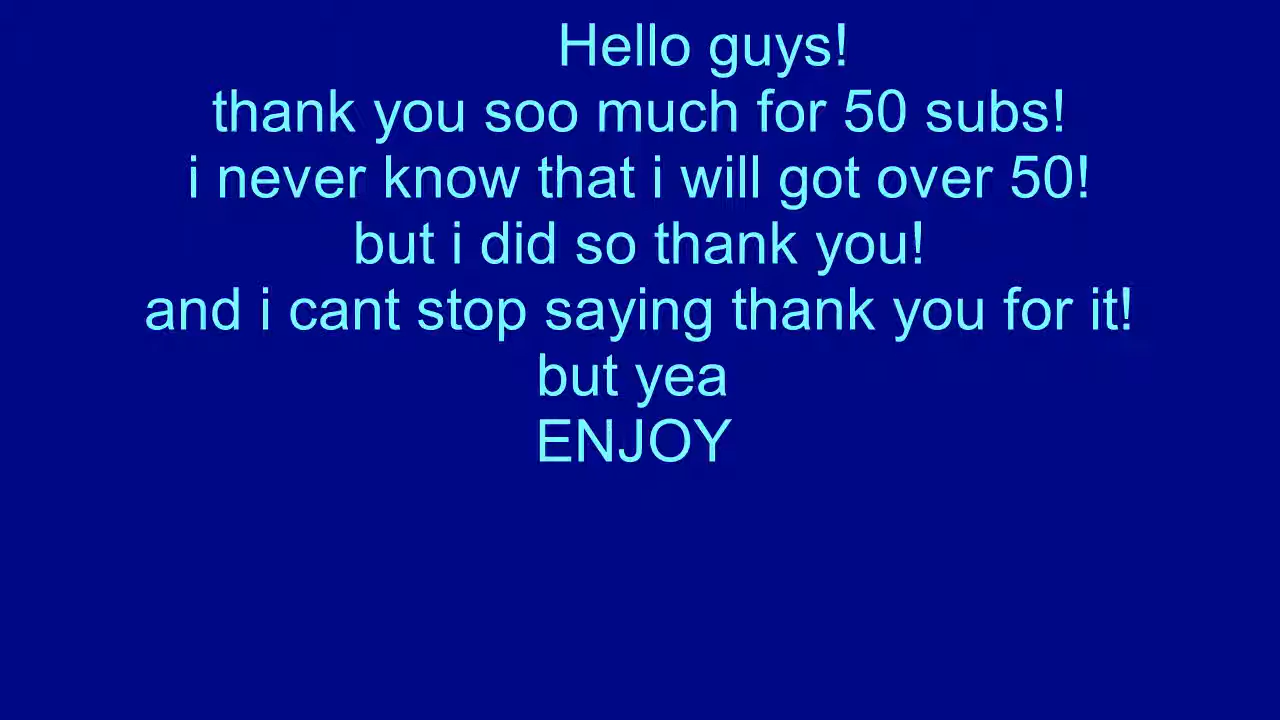 Hello guys!
thank you soo much for 50 subs!
i never know that i will got over 50!
but i did so thank you!
and i cant stop saying thank you for it!
but yea
ENJOY